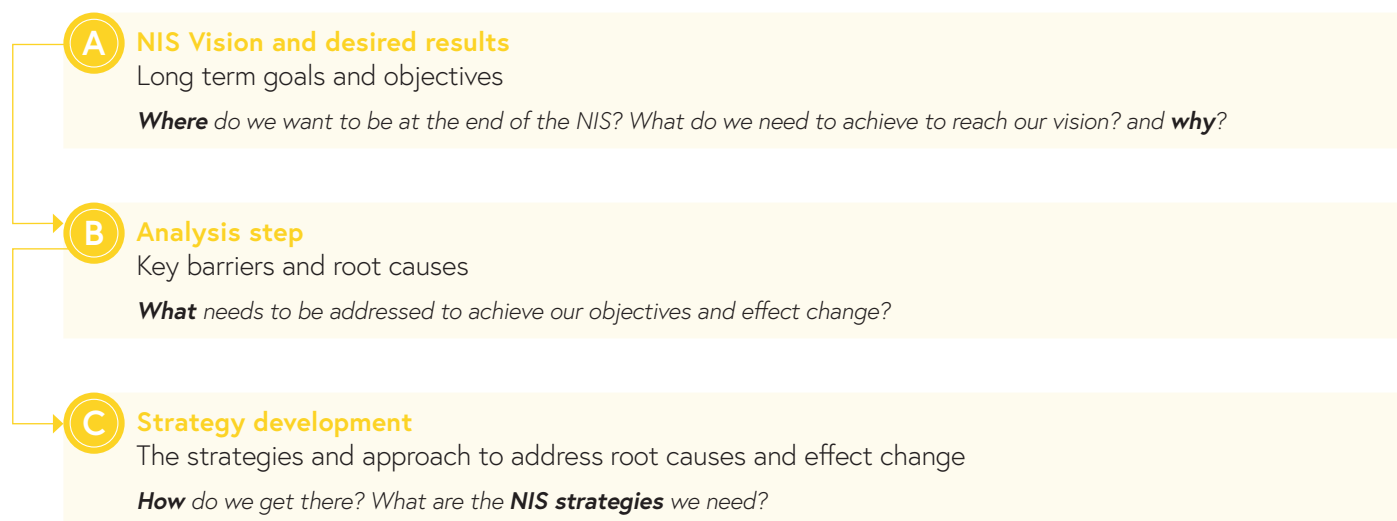 A
NIS Vision and desired results
Long term goals and objectives
Where do we want to be at the end of the NIS? What do we need to achieve to reach our vision? and why?
B
Analysis step
Key barriers and root causes
What needs to be addressed to achieve our objectives and effect change?
C
Strategy development
The strategies and approach to address root causes and effect change
How do we get there? What are the NIS strategies we need?